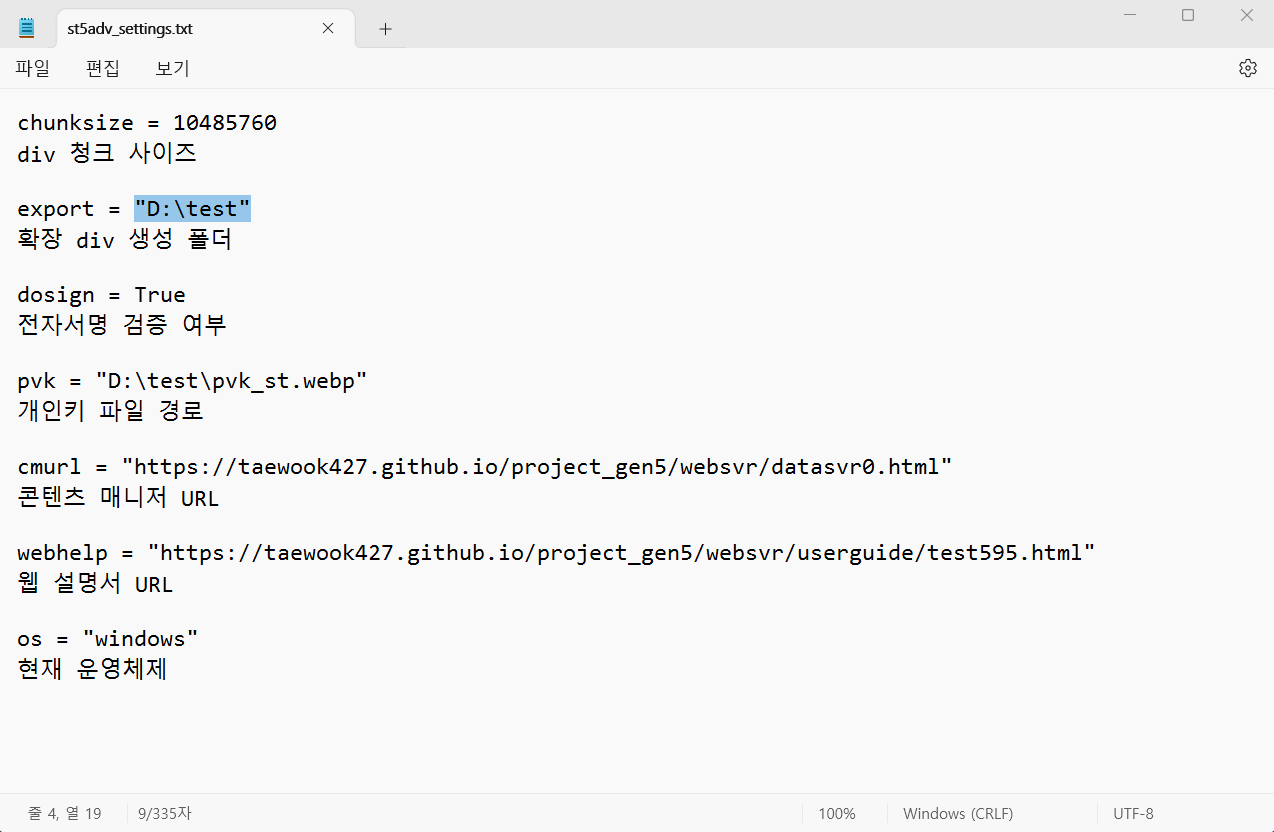 st5adv_settings.txt
파일 편집 보기
chunksize = 10485760
div 청크 사이즈
export = "D:\test"
확장 div 생성 폴더
dosign = True
전자서명 검증 여부
pvk = "D:\test\pvk_st.webp"
개인키 파일 경로
cmurl = "https://taewook427.github.io/project_gen5/websvr/datasvr0.html"
콘텐츠 매니저 URL
webhelp = "https://taewook427.github.io/project_gen5/websvr/userguide/test595.html"
웹 설명서 URL
os = "windows"
현재 운영체제
줄 4, 열 19 9/335자 100% Windows (CRLF) UTF-8